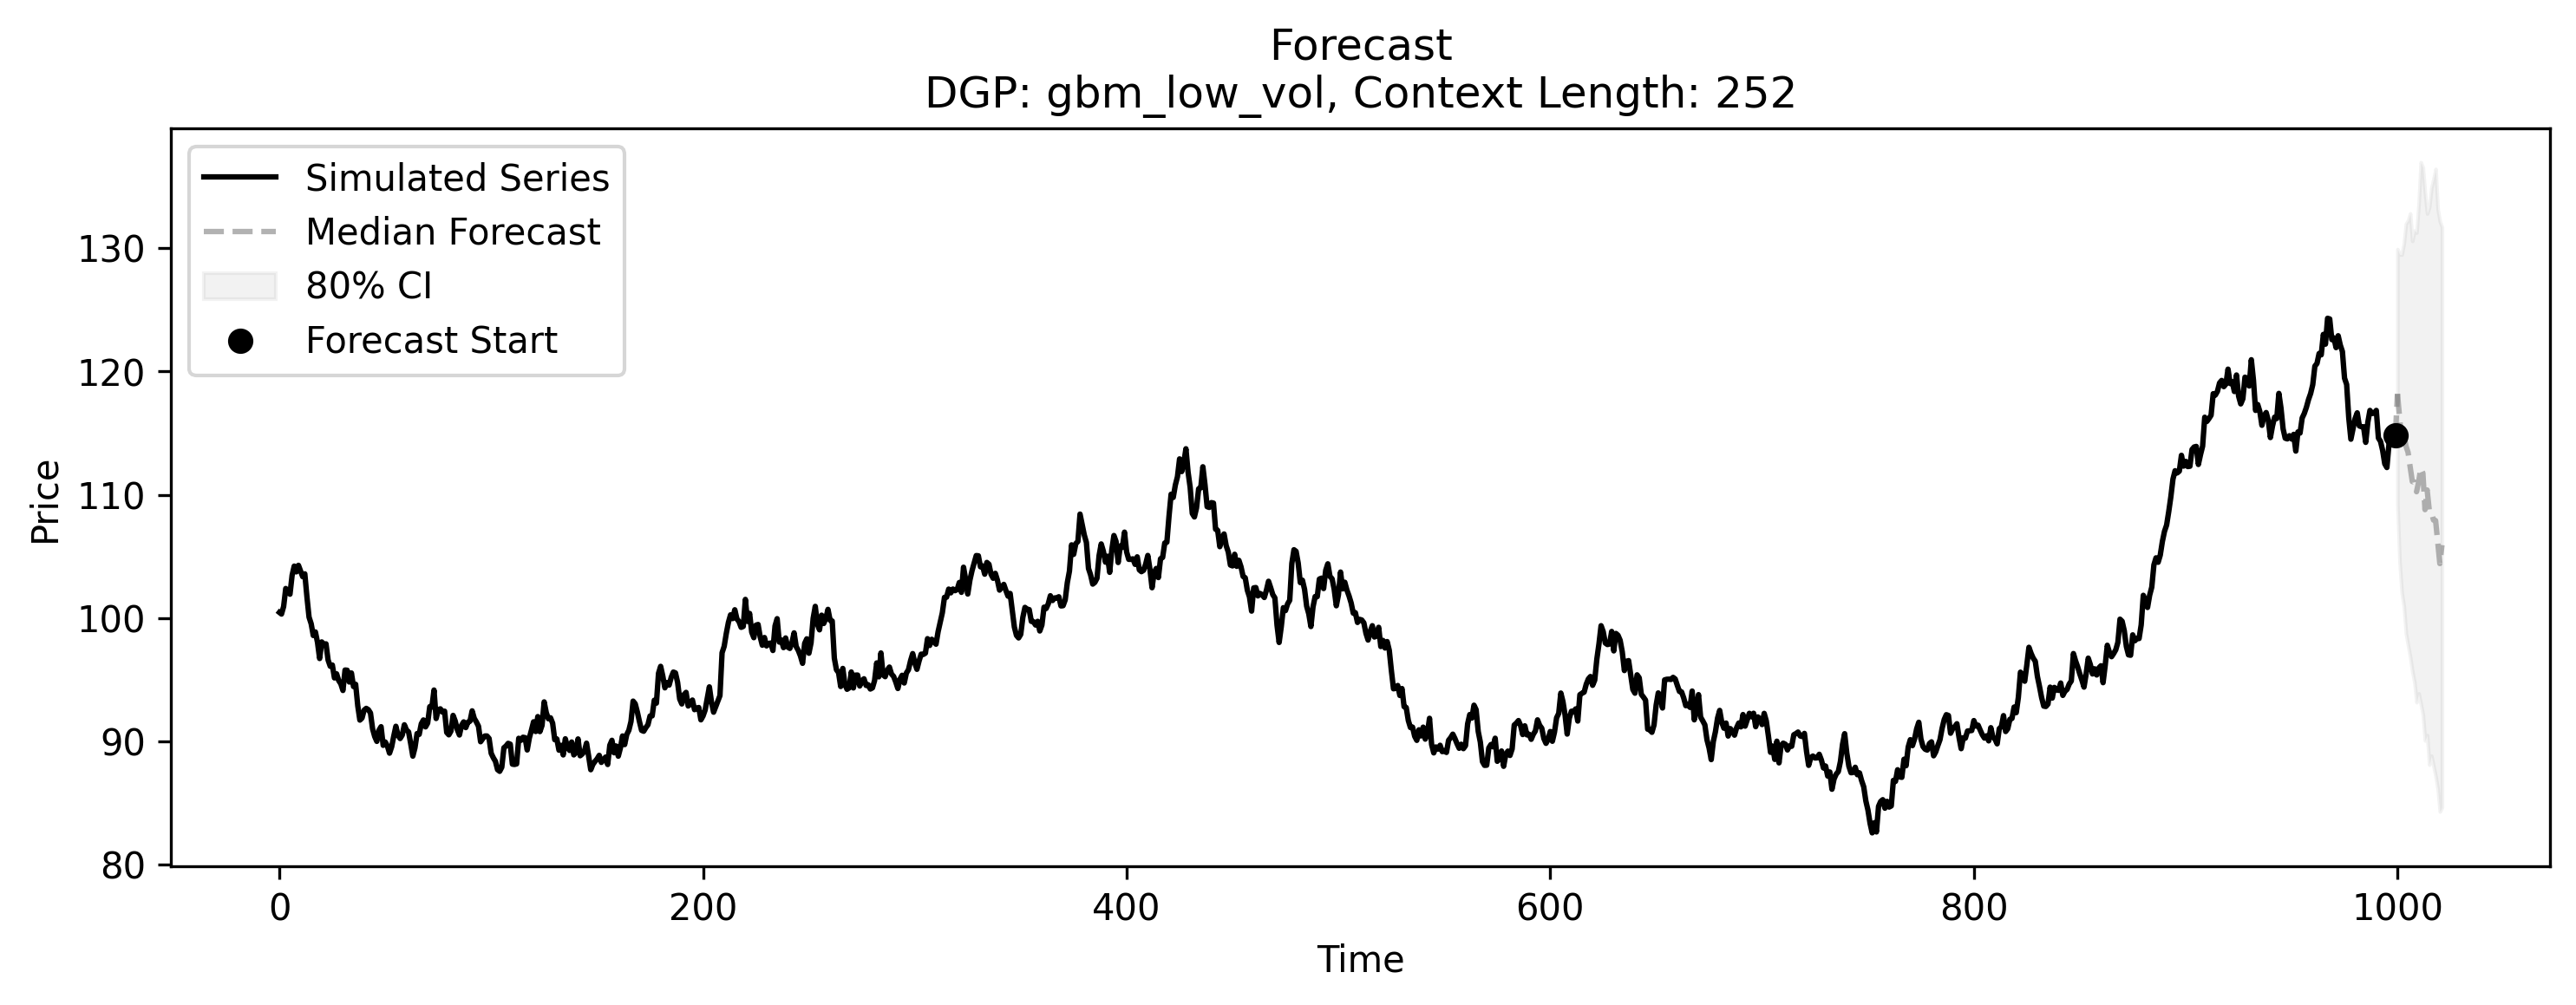 Forecast
DGP: gbm_low_vol, Context Length: 252
Simulated Series
Median Forecast
80% CI
Forecast Start
Price
130
120
110
100
90
80
0
200
400
600
800
1000
Time